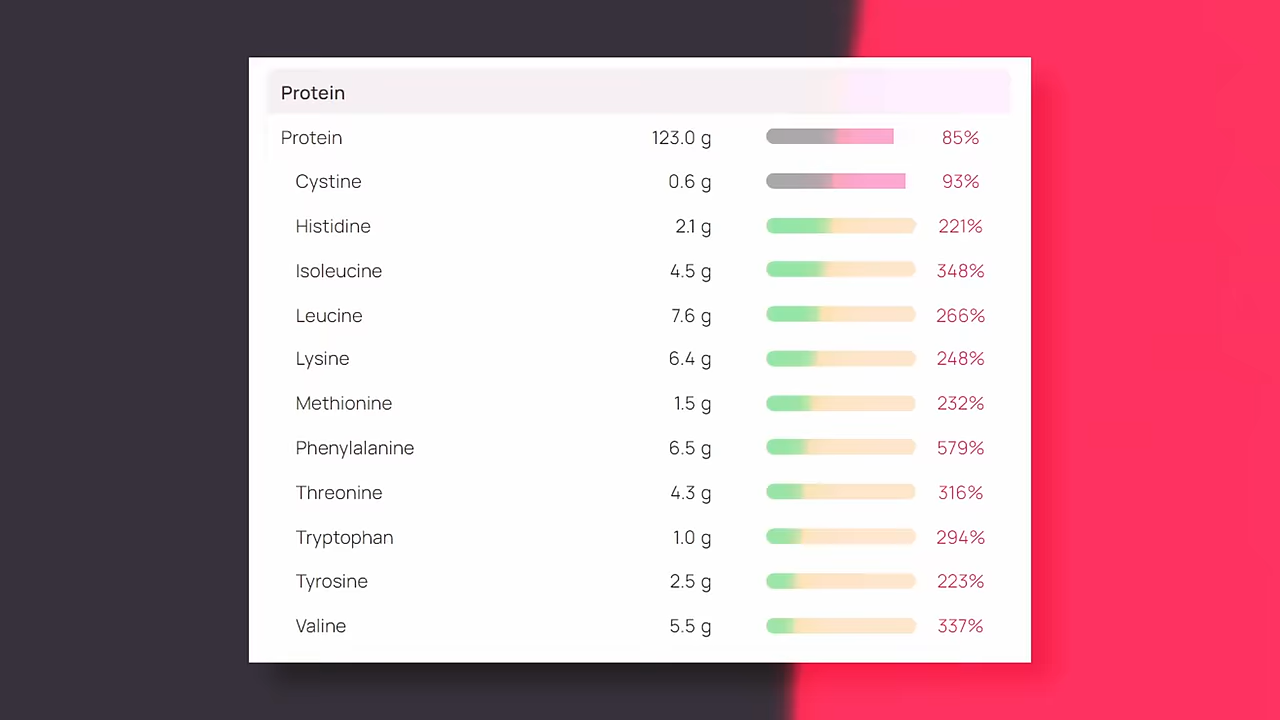 Protein
Protein 123.0 g 85%
Cystine 0.6 g 93%
Histidine 2.1 g 221%
Isoleucine 4.5 g 348%
Leucine 7.6 g 266%
Lysine 6.4 g 248%
Methionine 1.5 g 232%
Phenylalanine 6.5 g 579%
Threonine 4.3 g 316%
Tryptophan 1.0 g 294%
Tyrosine 2.5 g 223%
Valine 5.5 g 337%